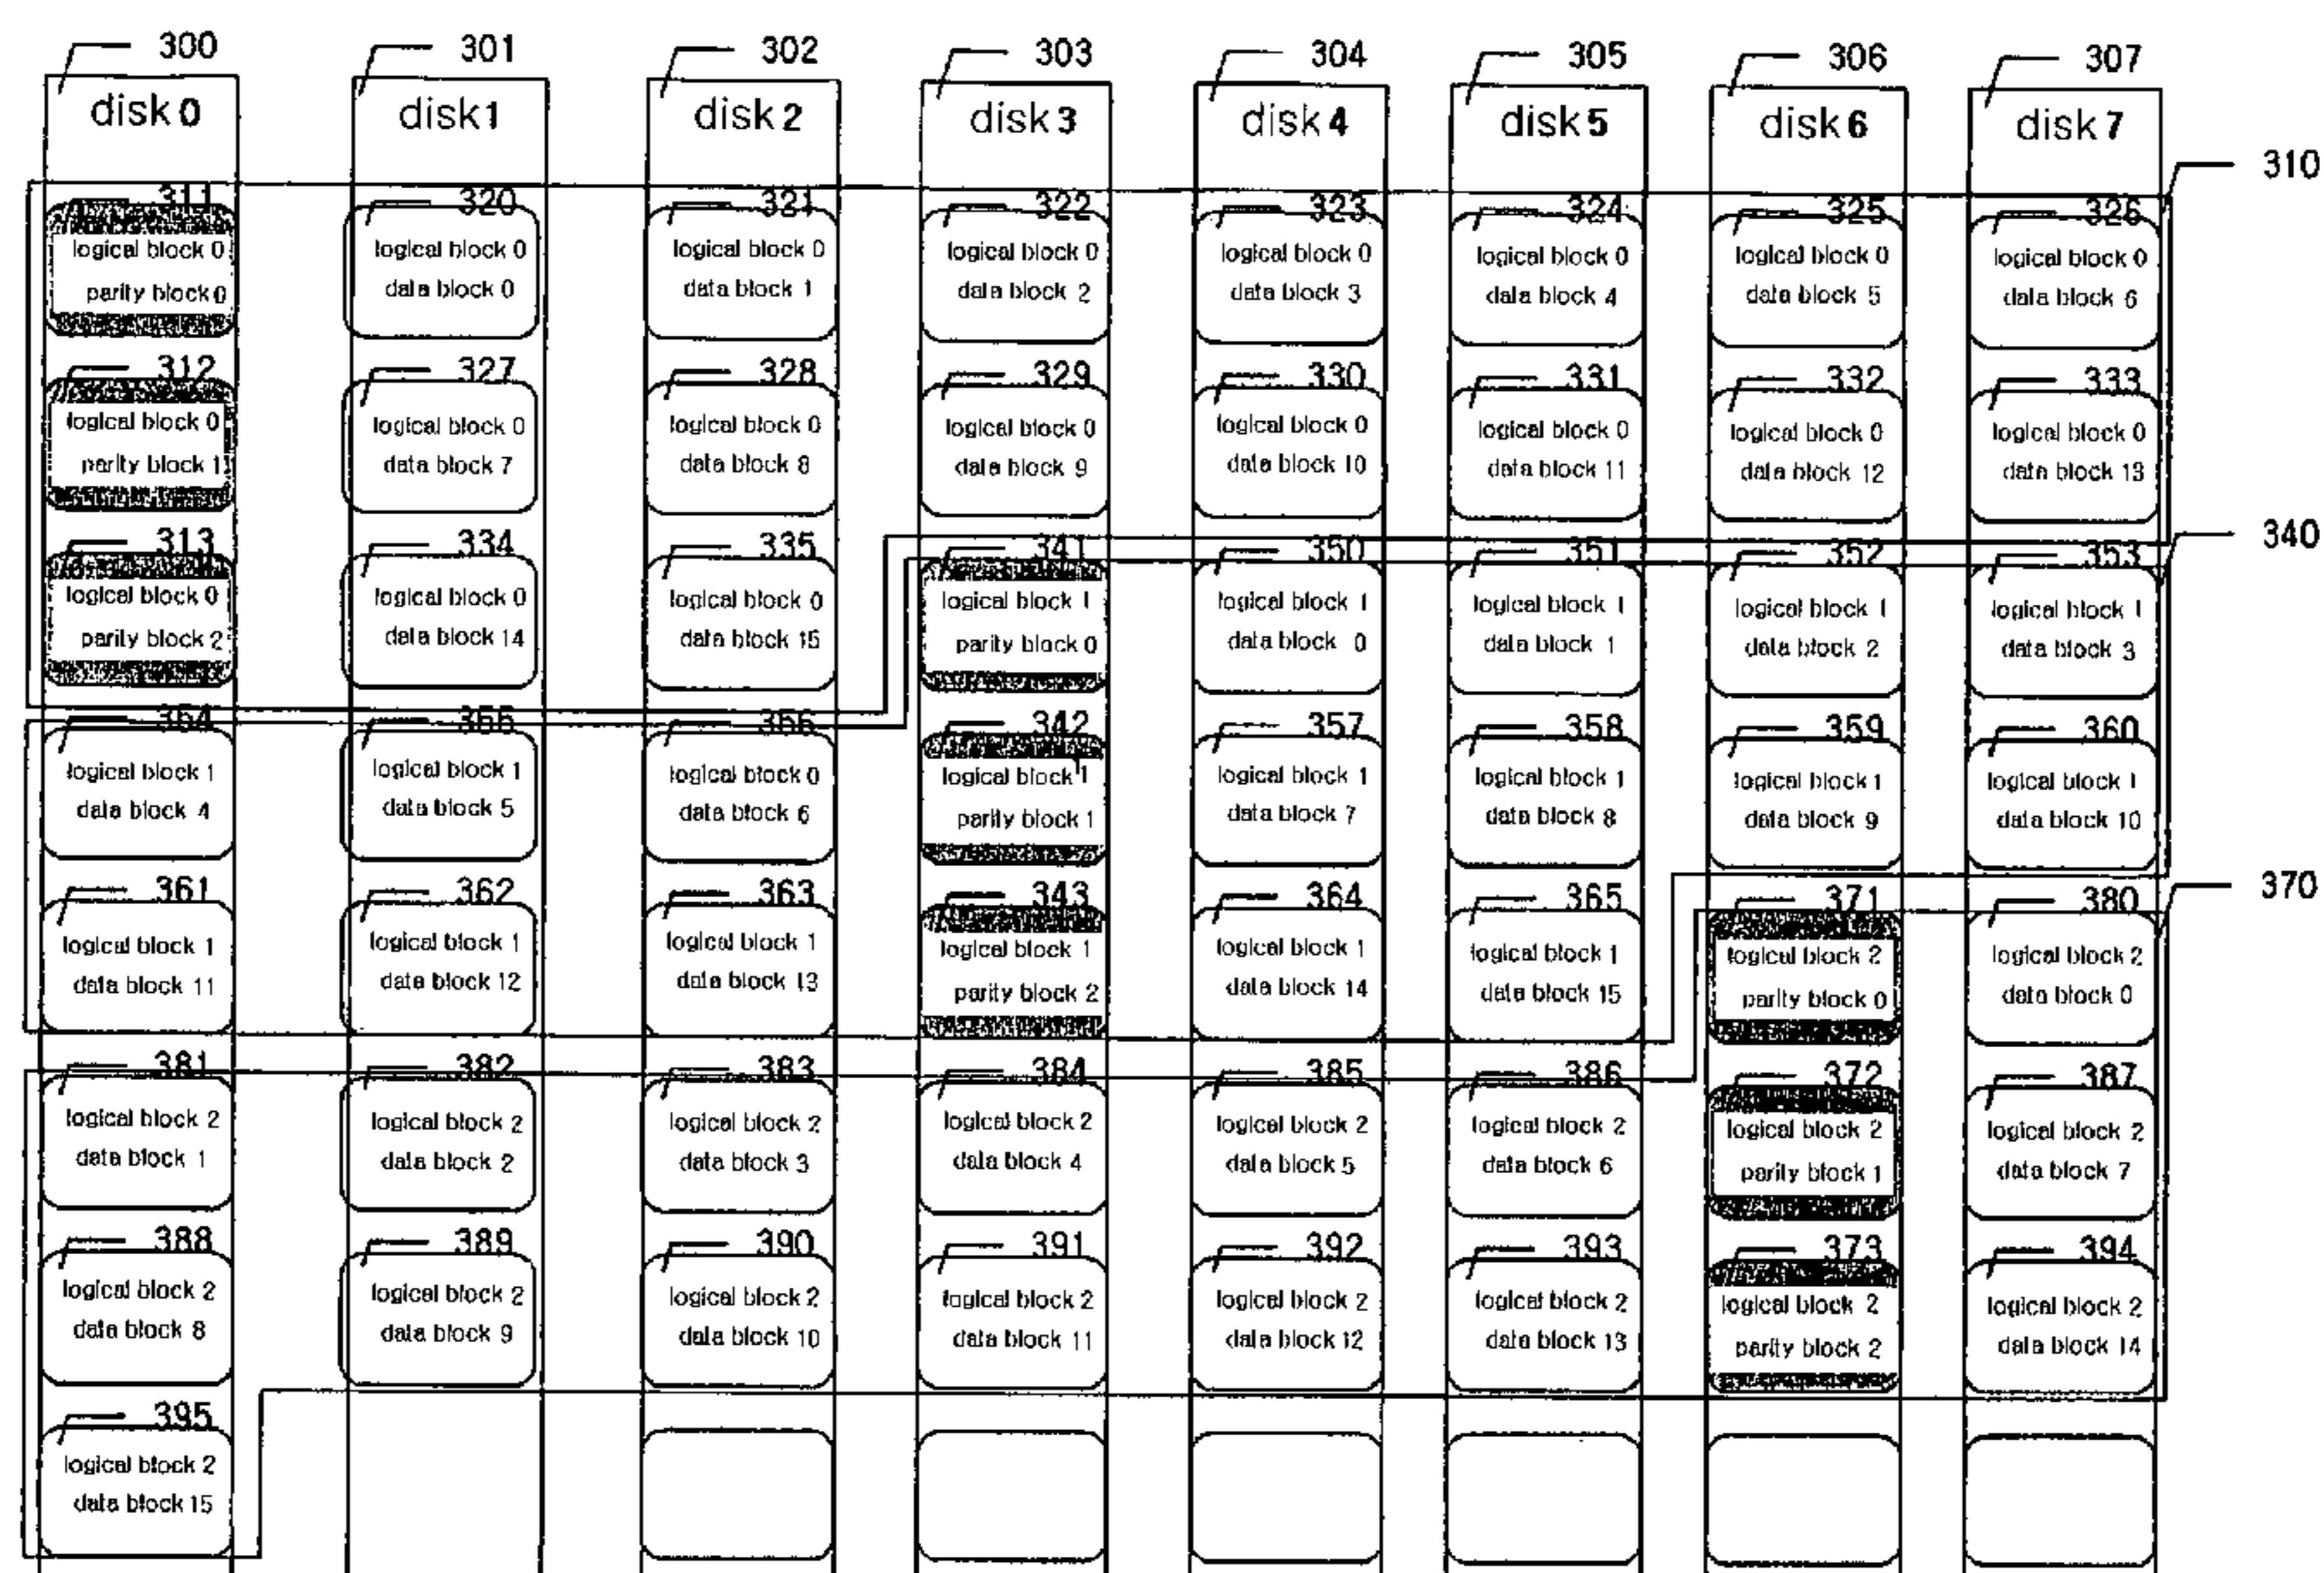 300 301 302 303 304 305 306 307
disk 0 disk 1 disk 2 disk 3 disk 4 disk 5 disk 6 disk 7
310
311 320 321 322 323 324 325 326
logical block 0 logical block 0 logical block 0 logical block 0 logical block 0 logical block 0 logical block 0 logical block 0
parity block 0 data block 0 data block 1 data block 2 data block 3 data block 4 data block 5 data block 6
312 327 328 329 330 331 332 333
logical block 0 logical block 0 logical block 0 logical block 0 logical block 0 logical block 0 logical block 0 logical block 0
parity block 1 data block 7 data block 8 data block 9 data block 10 data block 11 data block 12 data block 13
340
313 334 335 341 350 351 352 353
logical block 0 logical block 0 logical block 0 logical block 1 logical block 1 logical block 1 logical block 1 logical block 1
parity block 2 data block 14 data block 15 parity block 0 data block 0 data block 1 data block 2 data block 3
342 357 358 359 360
logical block 1 logical block 1 logical block 0 logical block 1 logical block 1 logical block 1 logical block 1 logical block 1
data block 4 data block 5 data block 6 parity block 1 data block 7 data block 8 data block 9 data block 10
370
361 362 363 343 364 365 371 380
logical block 1 logical block 1 logical block 1 logical block 1 logical block 1 logical block 1 logical block 2 logical block 2
data block 11 data block 12 data block 13 parity block 2 data block 14 data block 15 parity block 0 data block 0
381 382 383 384 385 386 372 387
logical block 2 logical block 2 logical block 2 logical block 2 logical block 2 logical block 2 logical block 2 logical block 2
data block 1 data block 2 data block 3 data block 4 data block 5 data block 6 parity block 1 data block 7
388 389 390 391 392 393 373 394
logical block 2 logical block 2 logical block 2 logical block 2 logical block 2 logical block 2 logical block 2 logical block 2
data block 8 data block 9 data block 10 data block 11 data block 12 data block 13 parity block 2 data block 14
395
logical block 2
data block 15